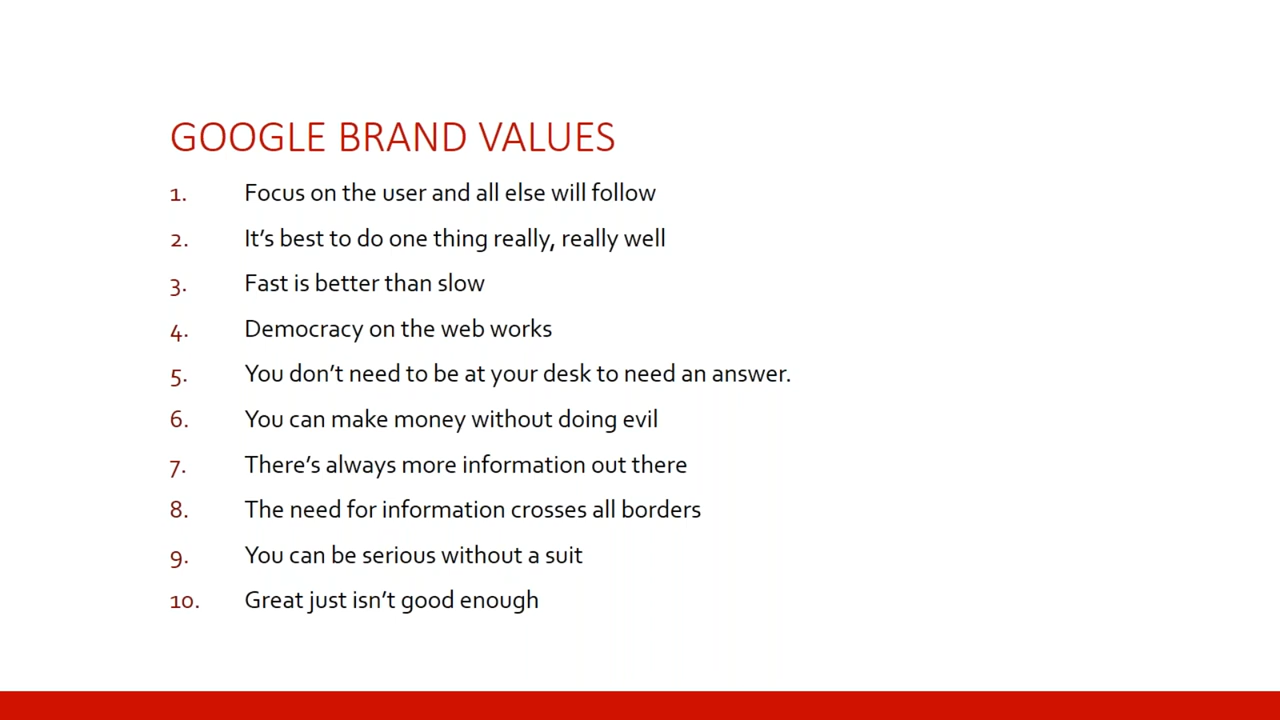 GOOGLE BRAND VALUES
1. Focus on the user and all else will follow
2. It’s best to do one thing really, really well
3. Fast is better than slow
4. Democracy on the web works
5. You don’t need to be at your desk to need an answer.
6. You can make money without doing evil
7. There’s always more information out there
8. The need for information crosses all borders
9. You can be serious without a suit
10. Great just isn’t good enough